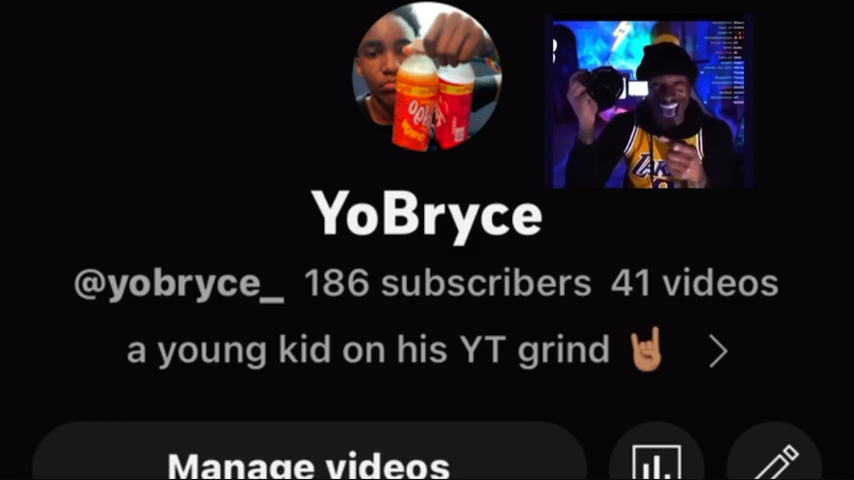 YoBryce
@yobryce_ 186 subscribers 41 videos
a young kid on his YT grind 🤘🏽
Manage videos